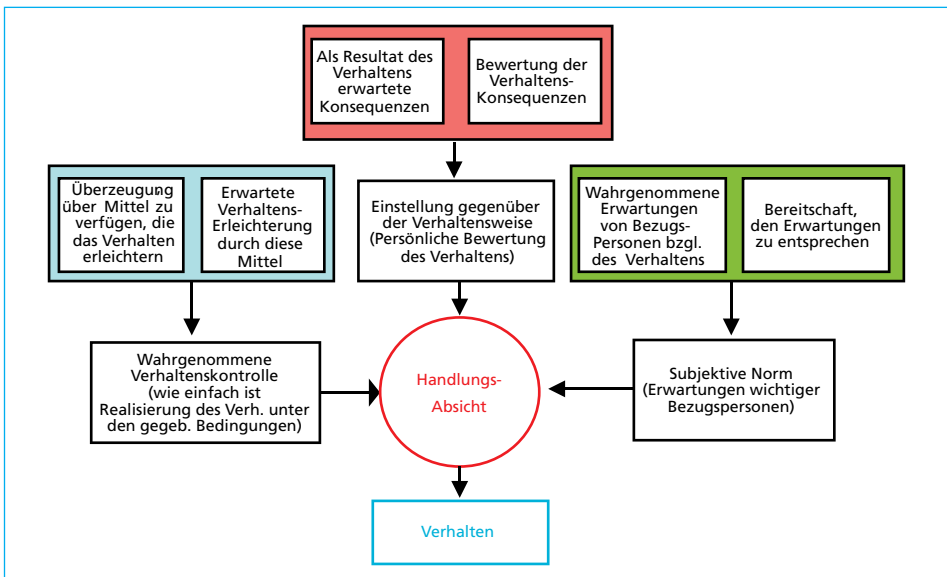 Als Resultat des
Verhaltens
erwartete
Konsequenzen
Bewertung der
Verhaltens-
Konsequenzen
Überzeugung
über Mittel zu
verfügen, die
das Verhalten
erleichtern
Erwartete
Verhaltens-
Erleichterung
durch diese
Mittel
Einstellung gegenüber
der Verhaltensweise
(Persönliche Bewertung
des Verhaltens)
Wahrgenommene
Erwartungen
von Bezugs-
Personen bzgl.
des Verhaltens
Bereitschaft,
den Erwartungen
zu entsprechen
Wahrgenommene
Verhaltenskontrolle
(wie einfach ist
Realisierung des Verh. unter
den gegeb. Bedingungen)
Handlungs-
Absicht
Subjektive Norm
(Erwartungen wichtiger
Bezugspersonen)
Verhalten